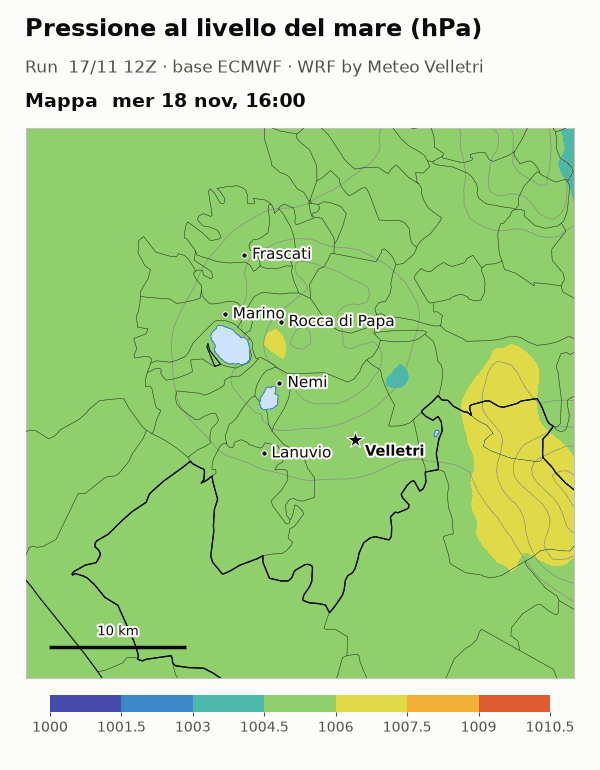 Pressione al livello del mare (hPa)
Run  17/11 12Z · base ECMWF · WRF by Meteo Velletri
Mappa  mer 18 nov, 16:00
Frascati
Marino
Rocca di Papa
Nemi
Velletri
Lanuvio
10 km
1000 1001.5 1003 1004.5 1006 1007.5 1009 1010.5